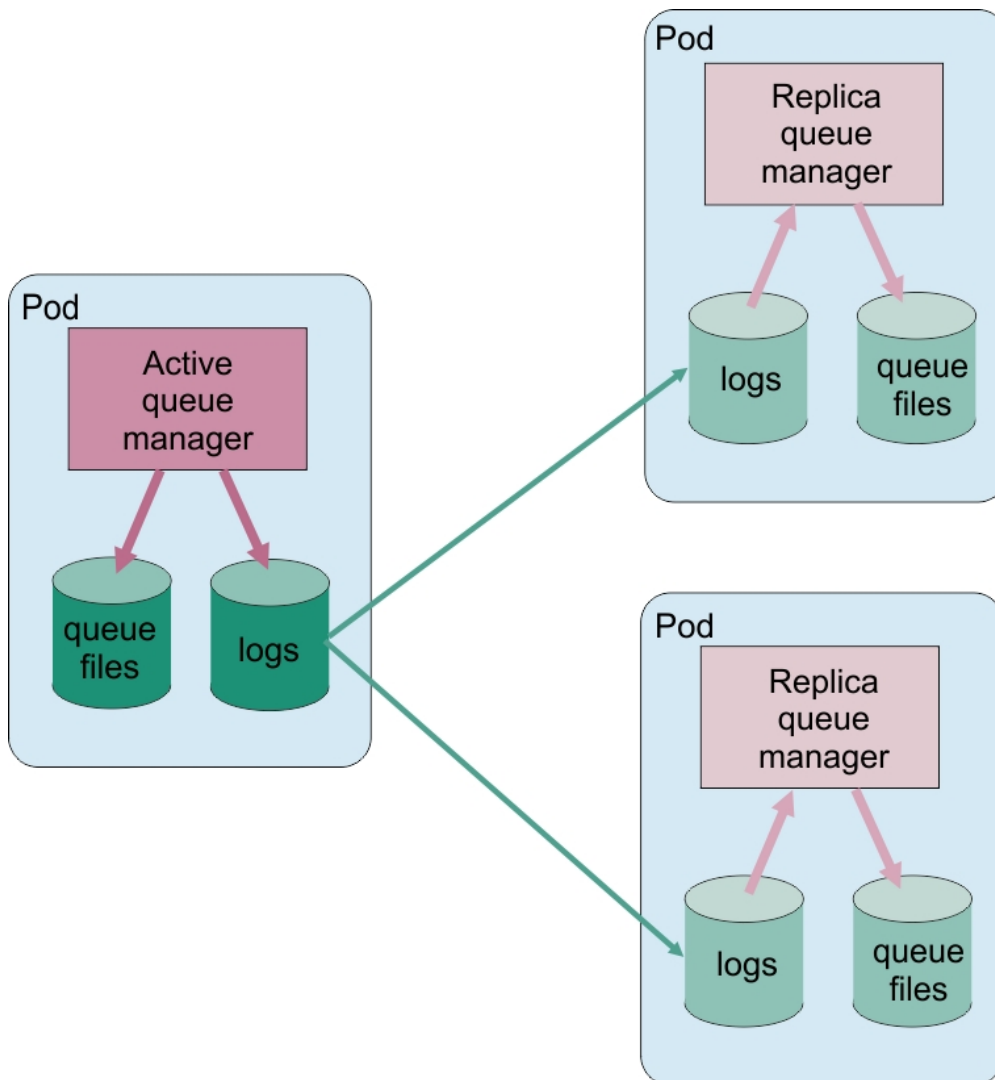 Pod
Active
queue
manager
queue
files
logs
Pod
Replica
queue
manager
logs
queue
files
Pod
Replica
queue
manager
logs
queue
files